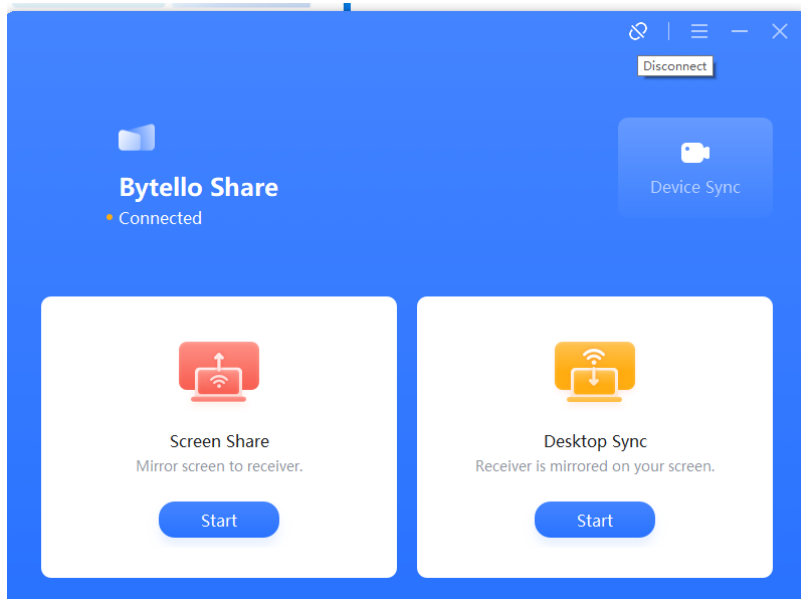 Disconnect
Bytello Share
Connected
Device Sync
Screen Share
Mirror screen to receiver.
Start
Desktop Sync
Receiver is mirrored on your screen.
Start